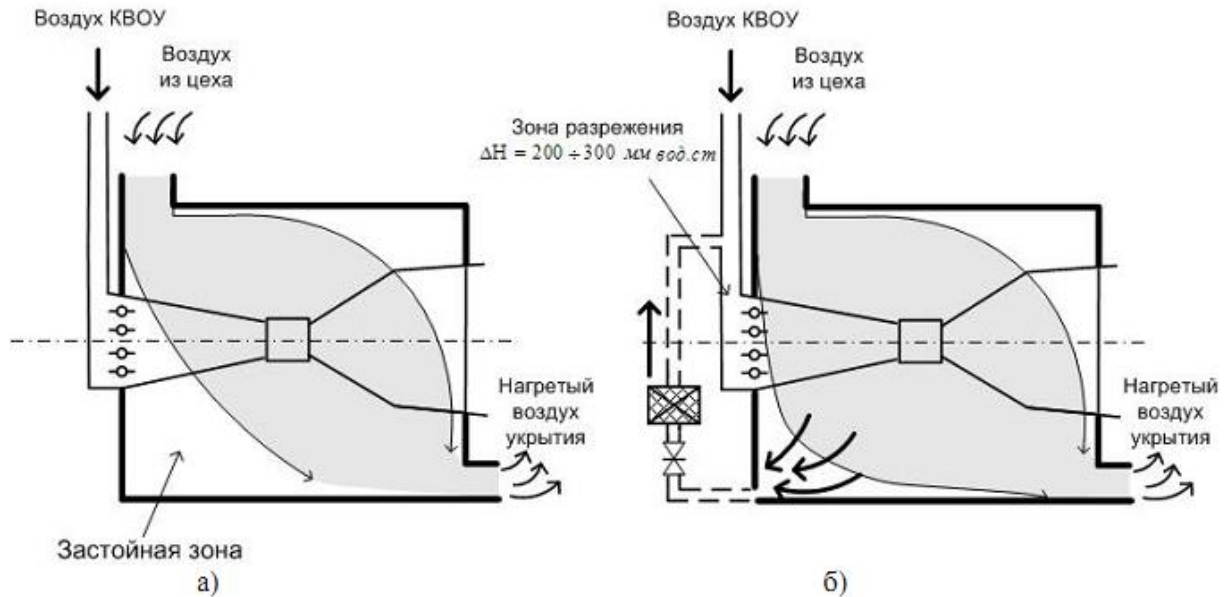 Воздух КВОУ
Воздух
из цеха
Нагретый
воздух
укрытия
Застойная зона
а)
Воздух КВОУ
Воздух
из цеха
Зона разрежения
ΔH = 200 ÷ 300 мм вод.ст
Нагретый
воздух
укрытия
б)